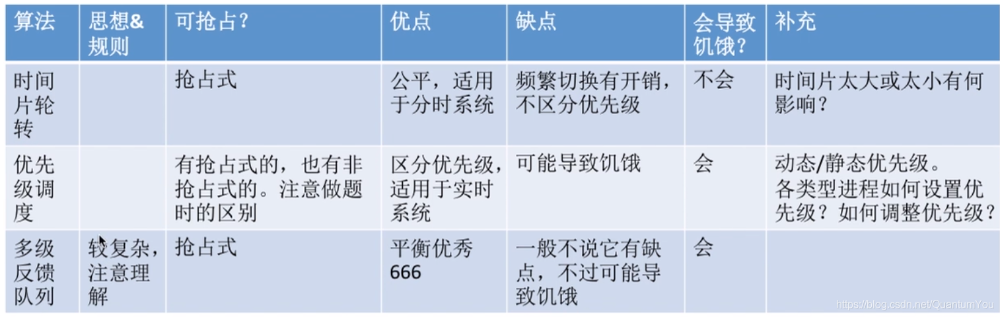 算法
思想&
规则
可抢占？
优点
缺点
会导致
饥饿？
补充
时间
片轮
转
抢占式
公平，适用
于分时系统
频繁切换有开销，
不区分优先级
不会
时间片太大或太小有何
影响？
优先
级调
度
有抢占式的，也有非
抢占式的。注意做题
时的区别
区分优先级，
适用于实时
系统
可能导致饥饿
会
动态/静态优先级。
各类型进程如何设置优
先级？如何调整优先级？
多级
反馈
队列
较复杂，
注意理
解
抢占式
平衡优秀
666
一般不说它有缺
点，不过可能导
致饥饿
会
https://blog.csdn.net/QuantumYou